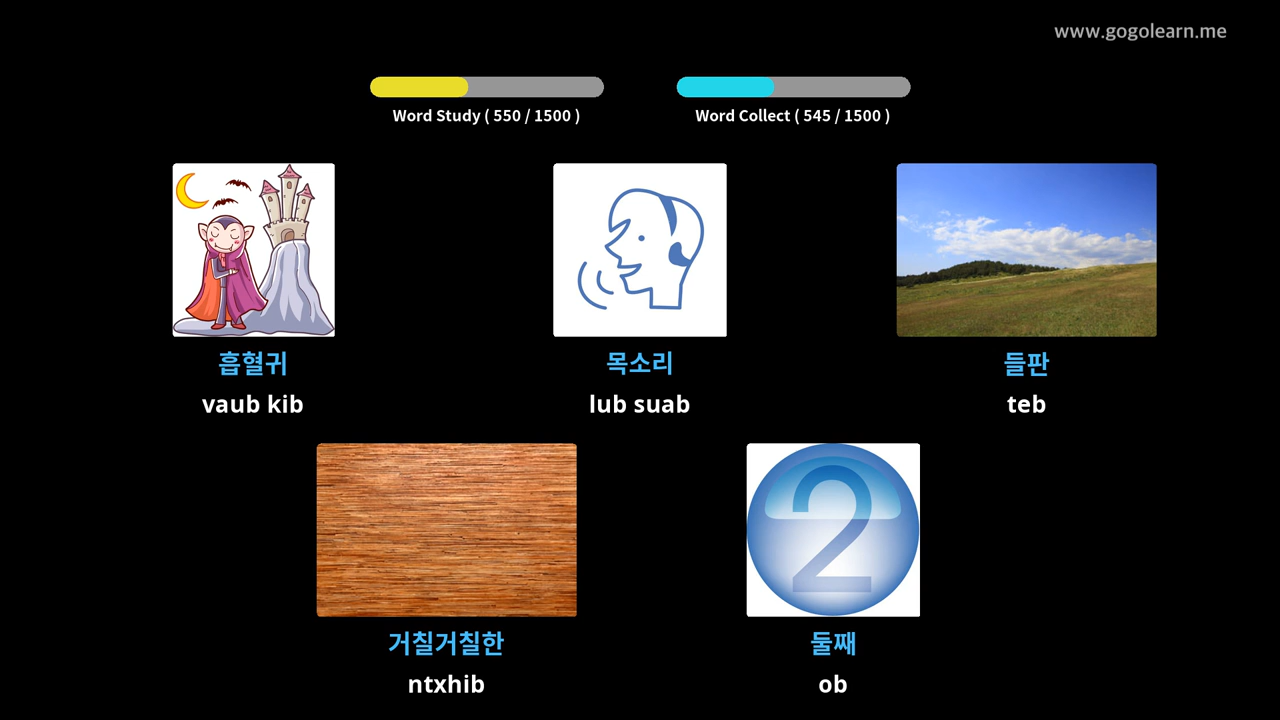 www.gogolearn.me
Word Study ( 550 / 1500 )
Word Collect ( 545 / 1500 )
흡혈귀
vaub kib
목소리
lub suab
들판
teb
거칠거칠한
ntxhib
2
둘째
ob